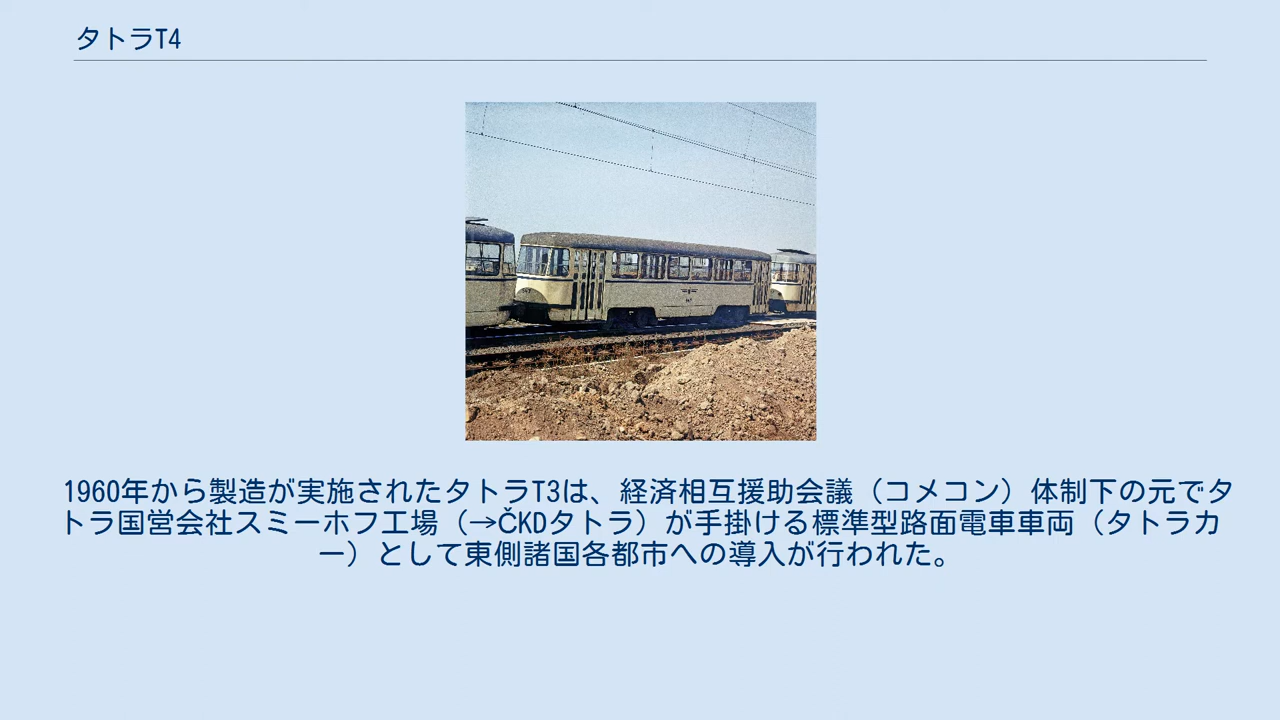 タトラT4
1960年から製造が実施されたタトラT3は、経済相互援助会議（コメコン）体制下の元でタ
トラ国営会社スミーホフ工場（→ČKDタトラ）が手掛ける標準型路面電車車両（タトラカ
ー）として東側諸国各都市への導入が行われた。